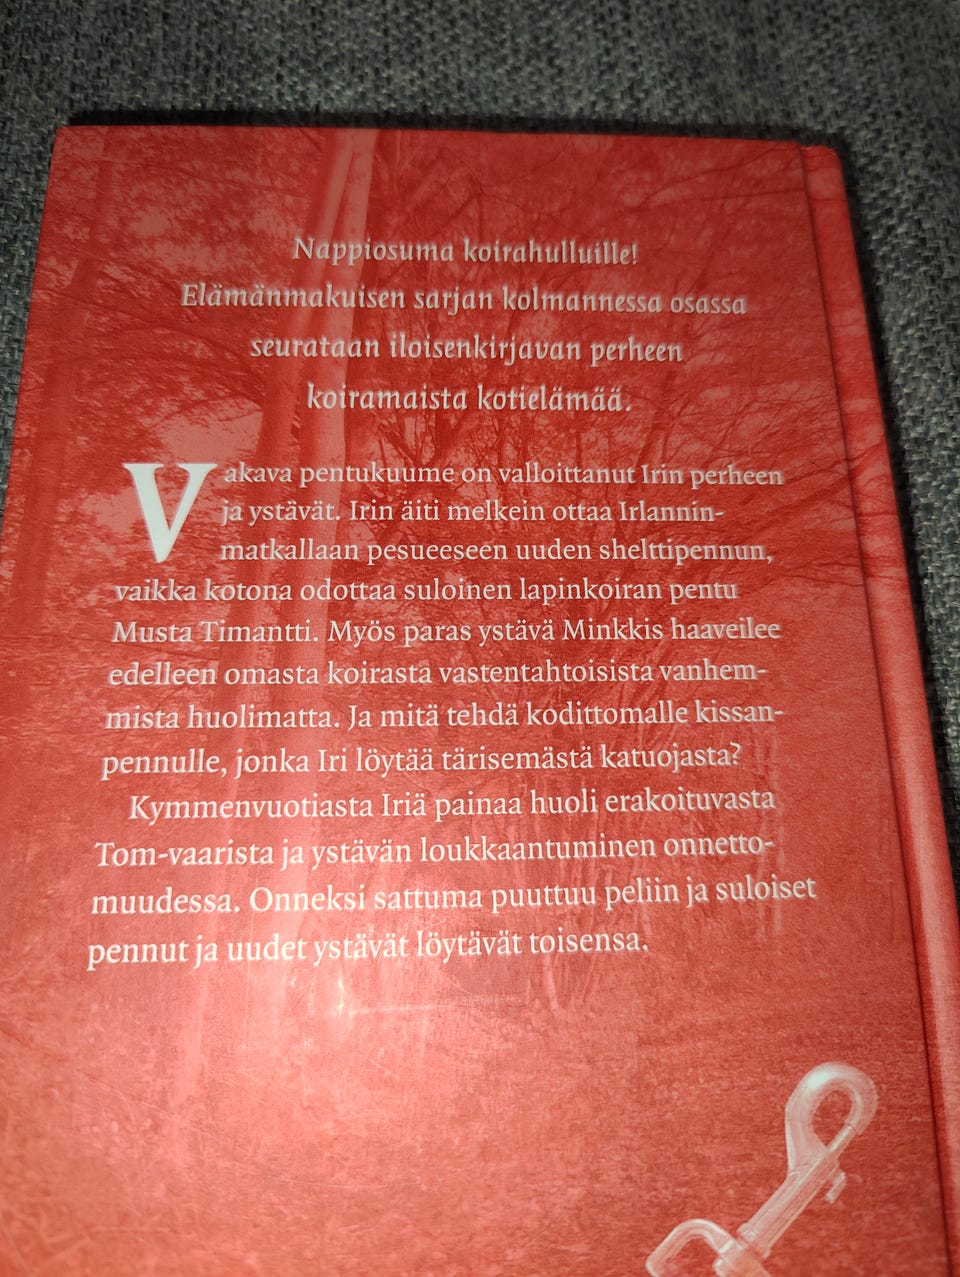 Nappiosuma koirahulluille!
Elämänmakuisen sarjan kolmannessa osassa
seurataan iloisenkirjavan perheen
koiramaista kotielämää.
Vakava pentukuume on valloittanut Irin perheen
ja ystävät. Irin äiti melkein ottaa Irlannin-
matkallaan pesueeseen uuden shelttipennun,
vaikka kotona odottaa suloinen lapinkoiran pentu
Musta Timantti. Myös paras ystävä Minkkis haaveilee
edelleen omasta koirasta vastentahtoisista vanhem-
mista huolimatta. Ja mitä tehdä kodittomalle kissan-
pennulle, jonka Iri löytää tärisemästä katuojasta?
Kymmenvuotiasta Iriä painaa huoli erakoituvasta
Tom-vaarista ja ystävän loukkaantuminen onnetto-
muudessa. Onneksi sattuma puuttuu peliin ja suloiset
pennut ja uudet ystävät löytävät toisensa.